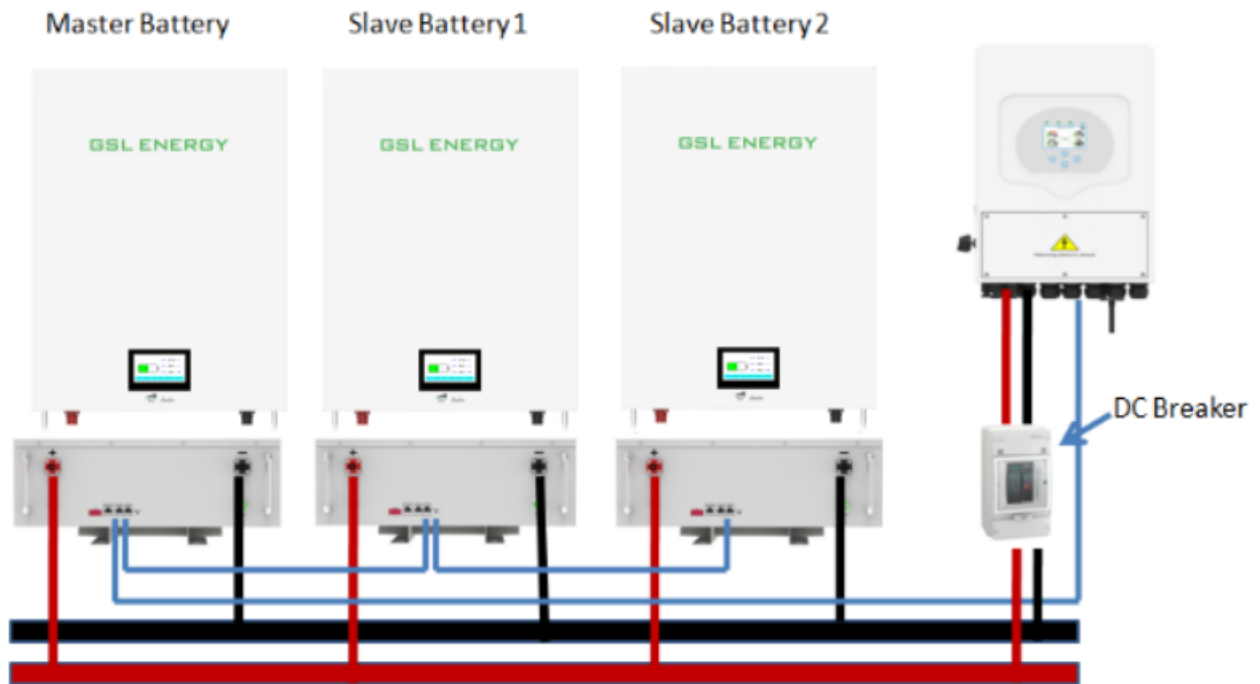 Master Battery
Slave Battery 1
Slave Battery 2
GSL ENERGY
GSL ENERGY
GSL ENERGY
DC Breaker
+
−
+
−
+
−